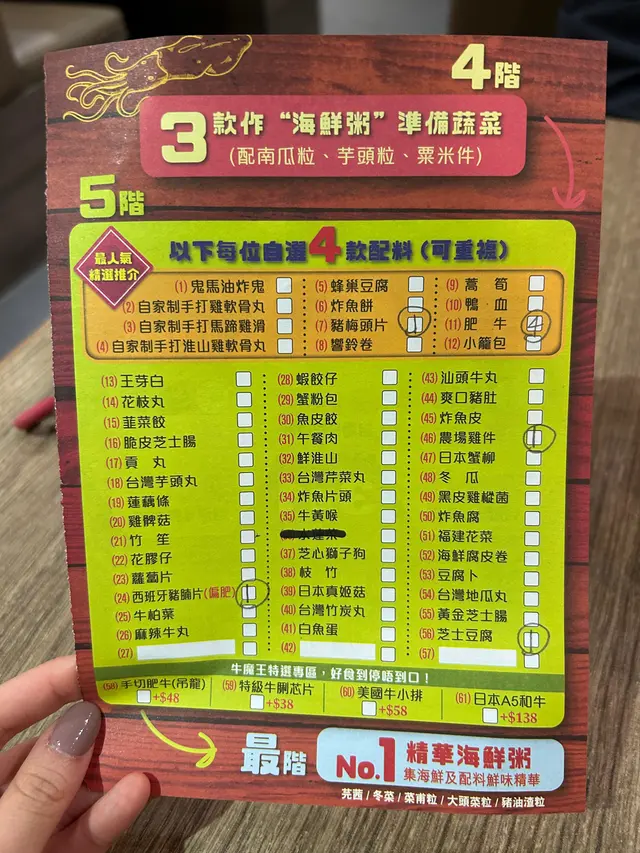 4階
3款作“海鮮粥”準備蔬菜
(配南瓜粒、芋頭粒、粟米件)
5階
最人氣
精選推介
以下每位自選4款配料(可重複)
(1) 鬼馬油炸鬼
(2) 自家制手打雞軟骨丸
(3) 自家制手打馬蹄雞滑
(4) 自家制手打淮山雞軟骨丸
(5) 蜂巢豆腐
(6) 炸魚餅
(7) 豬梅頭片 1
(8) 響鈴卷
(9) 萵筍
(10) 鴨血
(11) 肥牛 4
(12) 小籠包
(13) 王芽白
(14) 花枝丸
(15) 韮菜餃
(16) 脆皮芝士腸
(17) 貢丸
(18) 台灣芋頭丸
(19) 蓮藕條
(20) 雞髀菇
(21) 竹笙
(22) 花膠仔
(23) 蘿蔔片
(24) 西班牙豬腩片(偏肥) 1
(25) 牛柏葉
(26) 麻辣牛丸
(27)
(28) 蝦餃仔
(29) 蟹粉包
(30) 魚皮餃
(31) 午餐肉
(32) 鮮淮山
(33) 台灣芹菜丸
(34) 炸魚片頭
(35) 牛黃喉
(37) 芝心獅子狗
(38) 枝竹
(39) 日本真姬菇
(40) 台灣竹炭丸
(41) 白魚蛋
(42)
(43) 汕頭牛丸
(44) 爽口豬肚
(45) 炸魚皮
(46) 農場雞件 1
(47) 日本蟹柳
(48) 冬瓜
(49) 黑皮雞樅菌
(50) 炸魚腐
(51) 福建花菜
(52) 海鮮腐皮卷
(53) 豆腐卜
(54) 台灣地瓜丸
(55) 黃金芝士腸
(56) 芝士豆腐 1
(57)
牛魔王特選專區，好食到停唔到口！
(58) 手切肥牛(吊龍)
+$48
(59) 特級牛脷芯片
+$38
(60) 美國牛小排
+$58
(61) 日本A5和牛
+$138
最階
No.1 精華海鮮粥
集海鮮及配料鮮味精華
芫茜/冬菜/菜甫粒/大頭菜粒/豬油渣粒